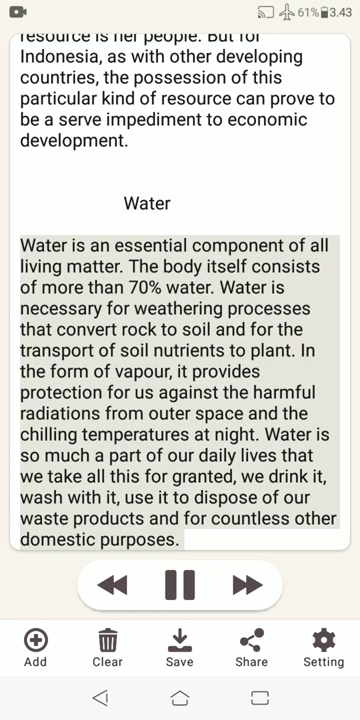 61% 3.43
resource is her people. But for
Indonesia, as with other developing
countries, the possession of this
particular kind of resource can prove to
be a serve impediment to economic
development.
Water
Water is an essential component of all
living matter. The body itself consists
of more than 70% water. Water is
necessary for weathering processes
that convert rock to soil and for the
transport of soil nutrients to plant. In
the form of vapour, it provides
protection for us against the harmful
radiations from outer space and the
chilling temperatures at night. Water is
so much a part of our daily lives that
we take all this for granted, we drink it,
wash with it, use it to dispose of our
waste products and for countless other
domestic purposes.
Add Clear Save Share Setting